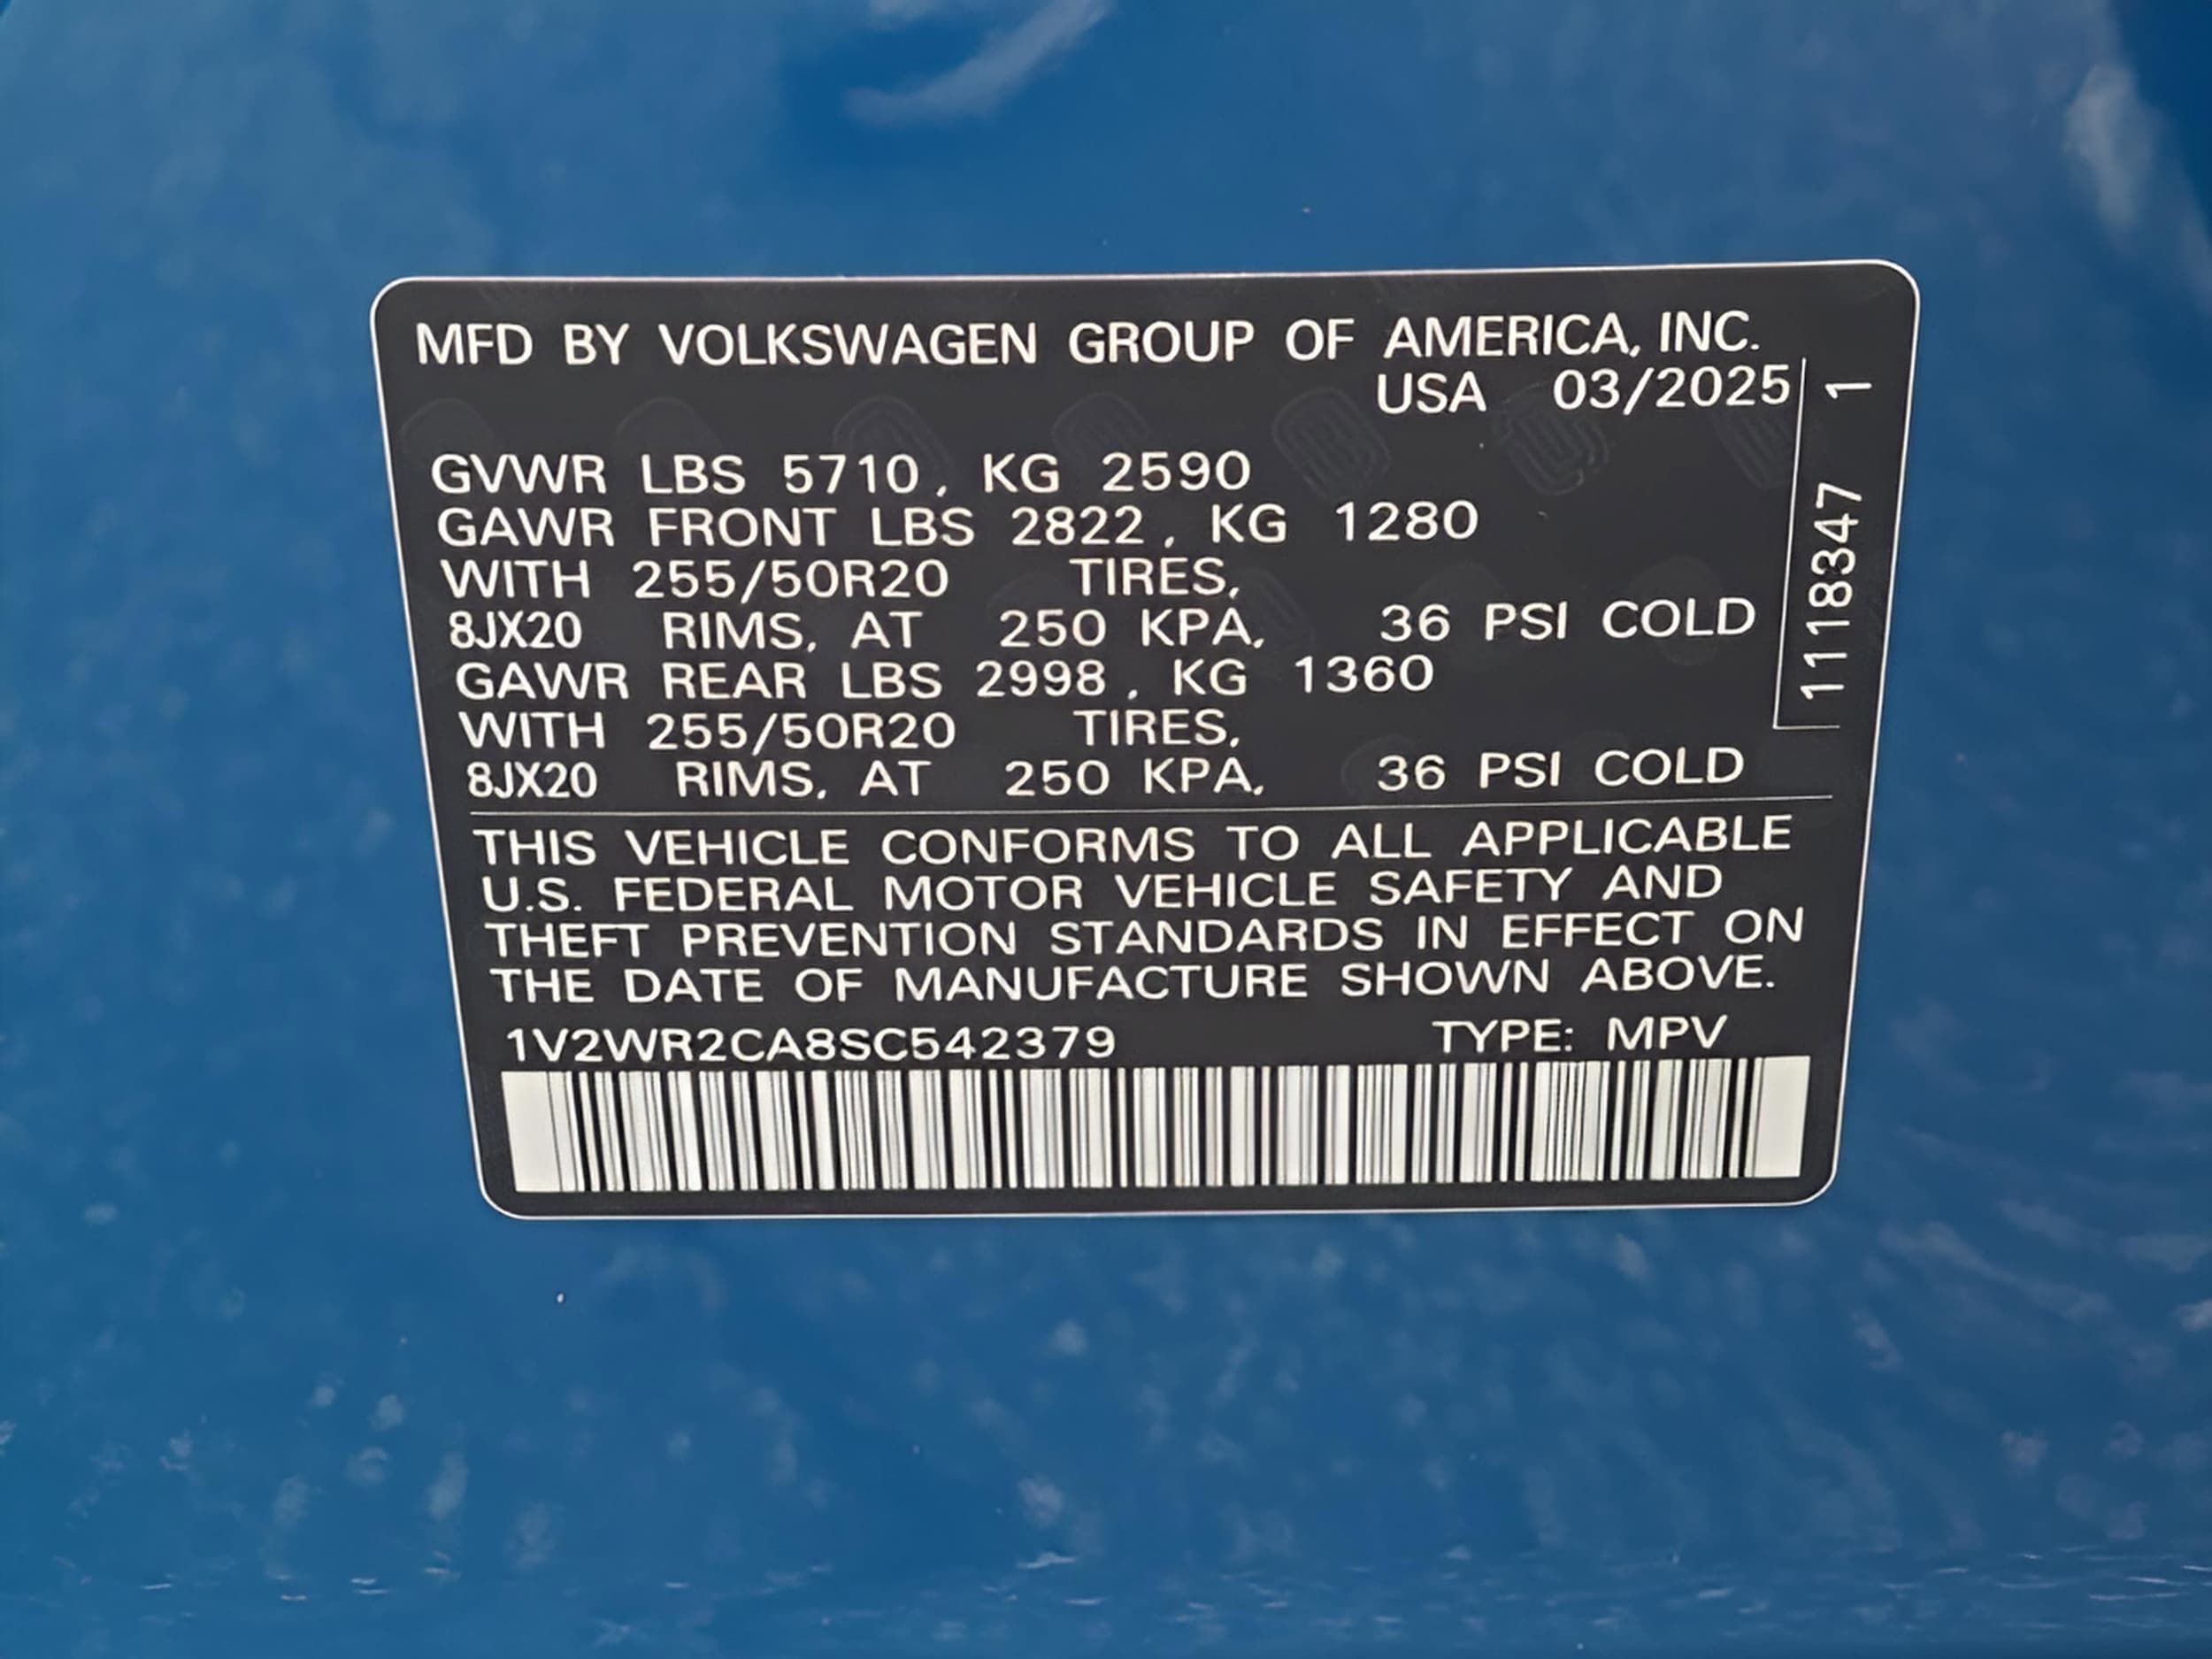 MFD BY VOLKSWAGEN GROUP OF AMERICA, INC.
USA 03/2025
GVWR LBS 5710, KG 2590
GAWR FRONT LBS 2822, KG 1280
WITH 255/50R20 TIRES,
8JX20 RIMS, AT 250 KPA, 36 PSI COLD
GAWR REAR LBS 2998, KG 1360
WITH 255/50R20 TIRES,
8JX20 RIMS, AT 250 KPA, 36 PSI COLD
THIS VEHICLE CONFORMS TO ALL APPLICABLE
U.S. FEDERAL MOTOR VEHICLE SAFETY AND
THEFT PREVENTION STANDARDS IN EFFECT ON
THE DATE OF MANUFACTURE SHOWN ABOVE.
1V2WR2CA8SC542379 TYPE: MPV
1118347 1